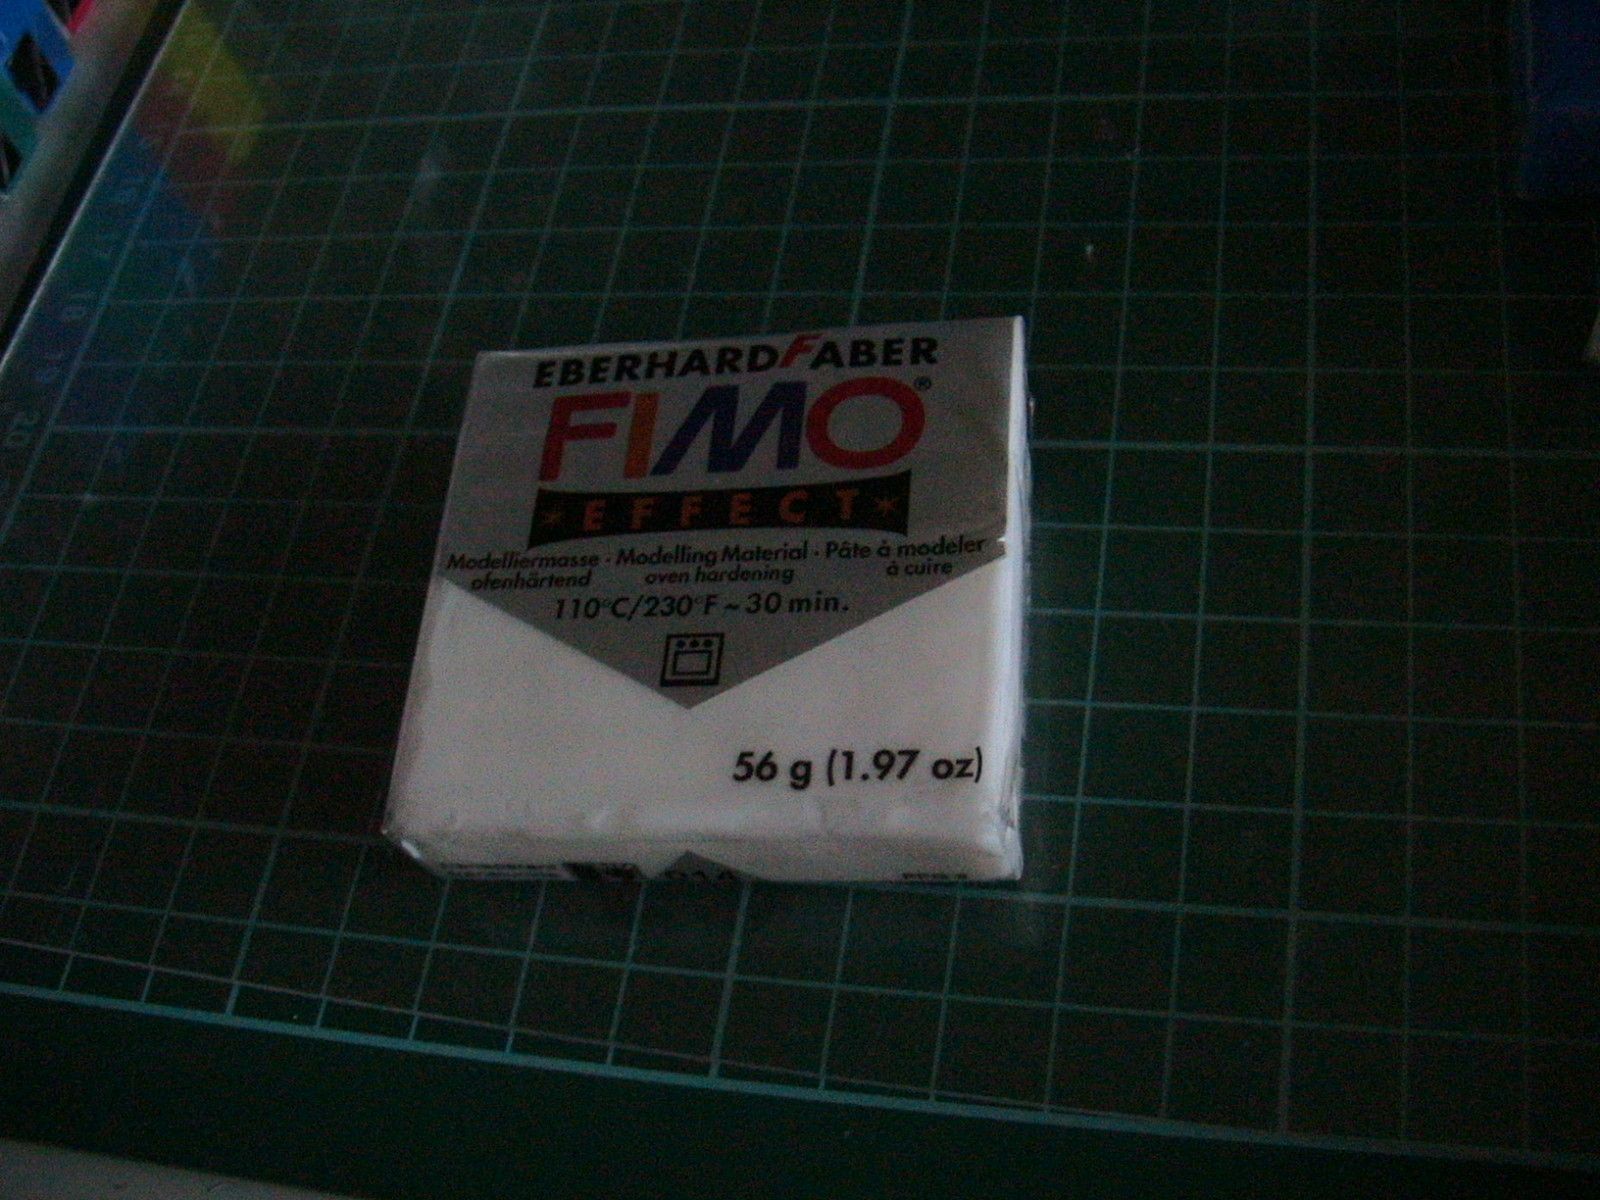 EBERHARDFABER
FIMO®
EFFECT
Modelliermasse · Modelling Material · Pâte à modeler
ofenhärtend oven hardening à cuire
110°C/230°F ~ 30 min.
56 g (1.97 oz)
20